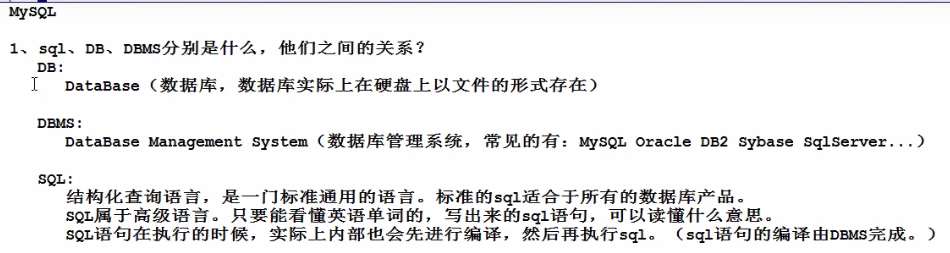 MySQL
1、sql、DB、DBMS分别是什么，他们之间的关系？
DB:
DataBase（数据库，数据库实际上在硬盘上以文件的形式存在）
DBMS:
DataBase Management System（数据库管理系统，常见的有：MySQL Oracle DB2 Sybase SqlServer...）
SQL:
结构化查询语言，是一门标准通用的语言。标准的sql适合于所有的数据库产品。
SQL属于高级语言。只要能看懂英语单词的，写出来的sql语句，可以读懂什么意思。
SQL语句在执行的时候，实际上内部也会先进行编译，然后再执行sql。（sql语句的编译由DBMS完成。）